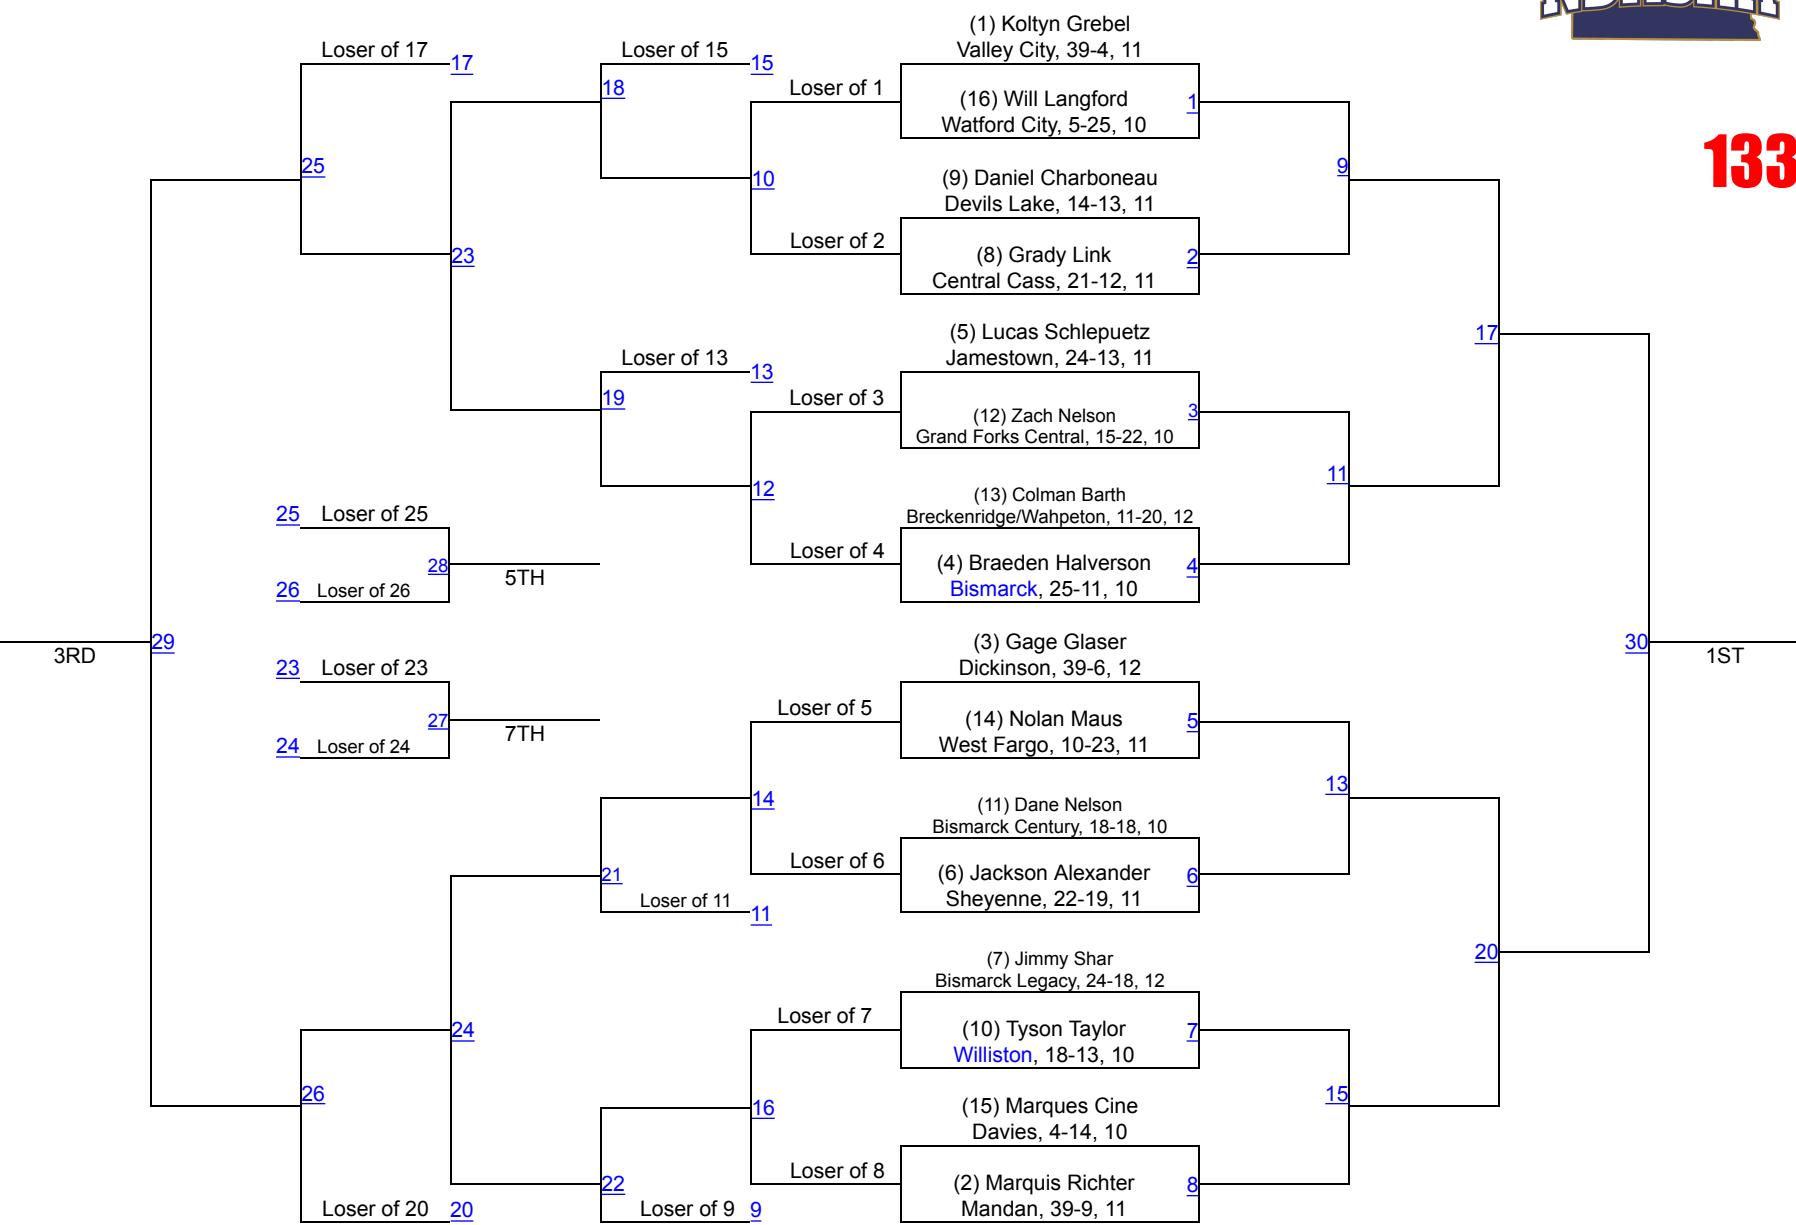 NDHSAA
133
(1) Koltyn Grebel
Valley City, 39-4, 11
Loser of 17
17
Loser of 15
15
18
Loser of 1
(16) Will Langford
Watford City, 5-25, 10
1
25
10
(9) Daniel Charboneau
Devils Lake, 14-13, 11
9
23
Loser of 2
(8) Grady Link
Central Cass, 21-12, 11
2
(5) Lucas Schlepuetz
Jamestown, 24-13, 11
17
Loser of 13
13
19
Loser of 3
(12) Zach Nelson
Grand Forks Central, 15-22, 10
3
12
11
(13) Colman Barth
Breckenridge/Wahpeton, 11-20, 12
25
Loser of 25
28
5TH
26
Loser of 26
Loser of 4
(4) Braeden Halverson
Bismarck, 25-11, 10
4
3RD
29
(3) Gage Glaser
Dickinson, 39-6, 12
30
1ST
23
Loser of 23
27
7TH
24
Loser of 24
Loser of 5
(14) Nolan Maus
West Fargo, 10-23, 11
5
14
13
(11) Dane Nelson
Bismarck Century, 18-18, 10
21
Loser of 6
(6) Jackson Alexander
Sheyenne, 22-19, 11
6
Loser of 11
11
(7) Jimmy Shar
Bismarck Legacy, 24-18, 12
20
24
Loser of 7
(10) Tyson Taylor
Williston, 18-13, 10
7
26
16
15
(15) Marques Cine
Davies, 4-14, 10
22
Loser of 8
(2) Marquis Richter
Mandan, 39-9, 11
8
Loser of 20
20
Loser of 9
9